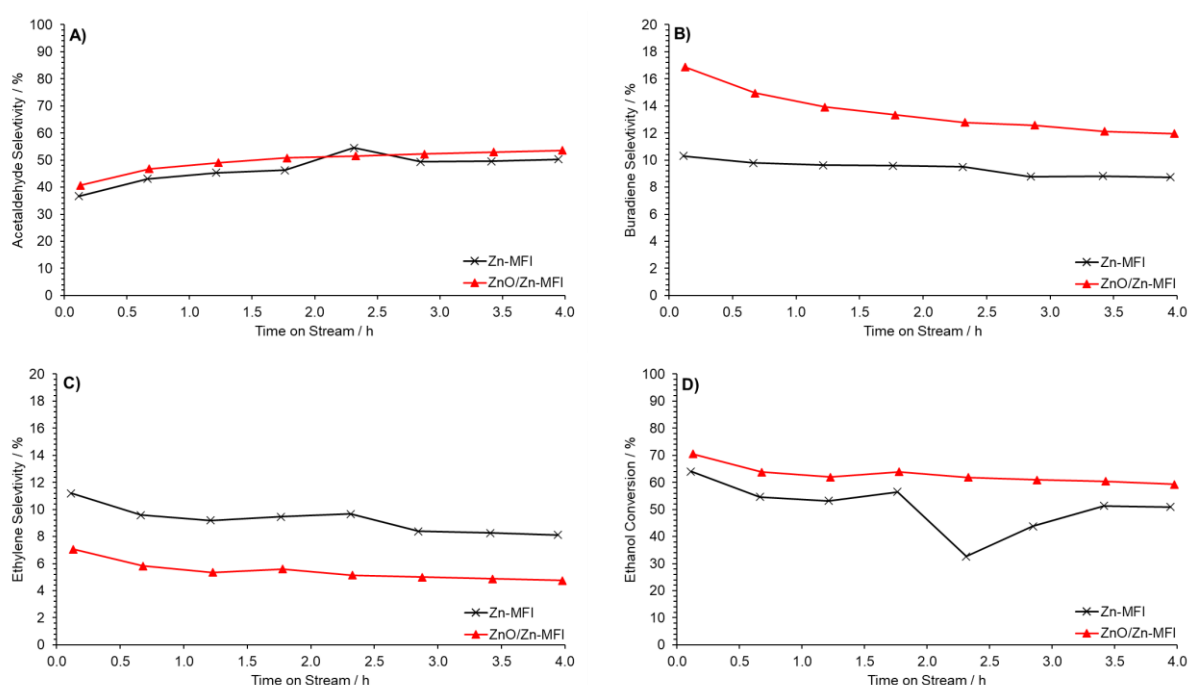 A)
Acetaldehyde Selevtivity / %
100
90
80
70
60
50
40
30
20
10
0
0.0 0.5 1.0 1.5 2.0 2.5 3.0 3.5 4.0
Time on Stream / h
Zn-MFI
ZnO/Zn-MFI
B)
Buradiene Selevtivity / %
20
18
16
14
12
10
8
6
4
2
0
0.0 0.5 1.0 1.5 2.0 2.5 3.0 3.5 4.0
Time on Stream / h
Zn-MFI
ZnO/Zn-MFI
C)
Ethylene Selevtivity / %
20
18
16
14
12
10
8
6
4
2
0
0.0 0.5 1.0 1.5 2.0 2.5 3.0 3.5 4.0
Time on Stream / h
Zn-MFI
ZnO/Zn-MFI
D)
Ethanol Conversion / %
100
90
80
70
60
50
40
30
20
10
0
0.0 0.5 1.0 1.5 2.0 2.5 3.0 3.5 4.0
Time on Stream / h
Zn-MFI
ZnO/Zn-MFI